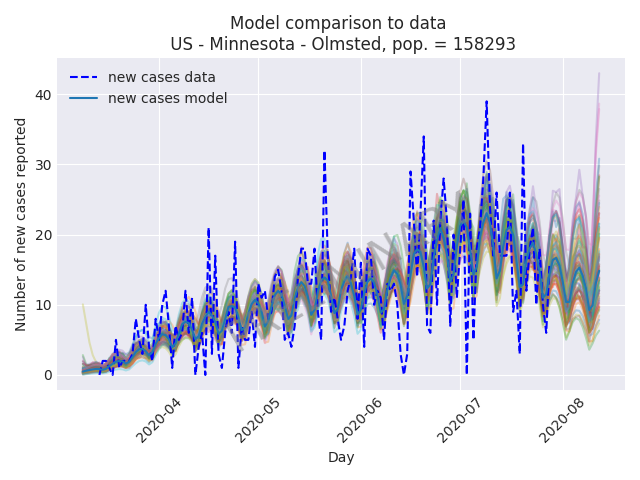 Model comparison to data
US - Minnesota - Olmsted, pop. = 158293
new cases data
new cases model
Number of new cases reported
40
30
20
10
0
2020-04
2020-05
2020-06
2020-07
2020-08
Day